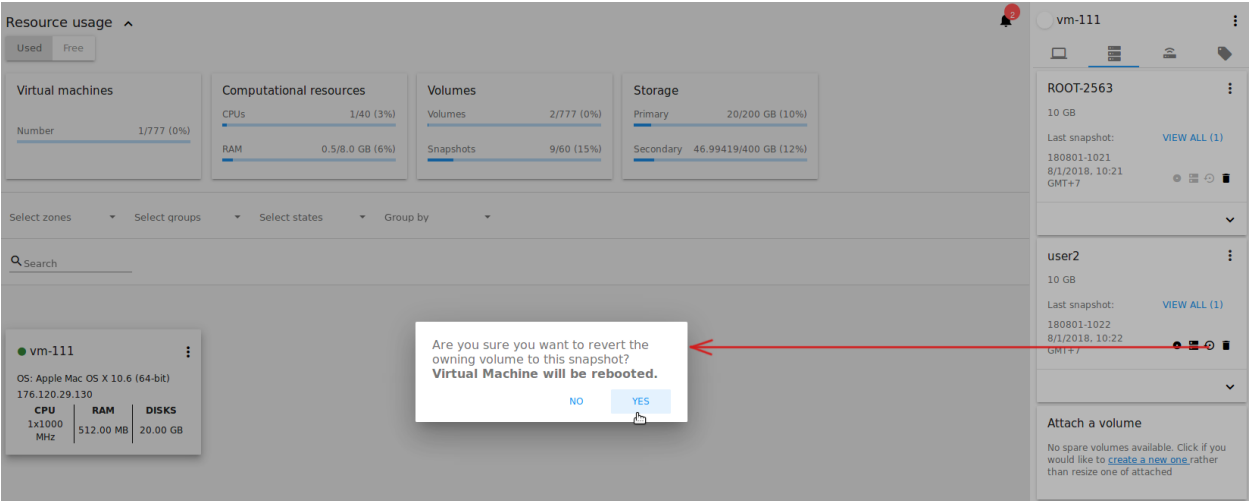 Resource usage
2
Used Free
Virtual machines
Number 1/777 (0%)
Computational resources
CPUs 1/40 (3%)
RAM 0.5/8.0 GB (6%)
Volumes
Volumes 2/777 (0%)
Snapshots 9/60 (15%)
Storage
Primary 20/200 GB (10%)
Secondary 46.99419/400 GB (12%)
Select zones Select groups Select states Group by
Search
vm-111
OS: Apple Mac OS X 10.6 (64-bit)
176.120.29.130
CPU RAM DISKS
1x1000 MHz 512.00 MB 20.00 GB
Are you sure you want to revert the
owning volume to this snapshot?
Virtual Machine will be rebooted.
NO YES
vm-111
ROOT-2563
10 GB
Last snapshot: VIEW ALL (1)
180801-1021
8/1/2018, 10:21
GMT+7
user2
10 GB
Last snapshot: VIEW ALL (1)
180801-1022
8/1/2018, 10:22
GMT+7
Attach a volume
No spare volumes available. Click if you
would like to create a new one rather
than resize one of attached